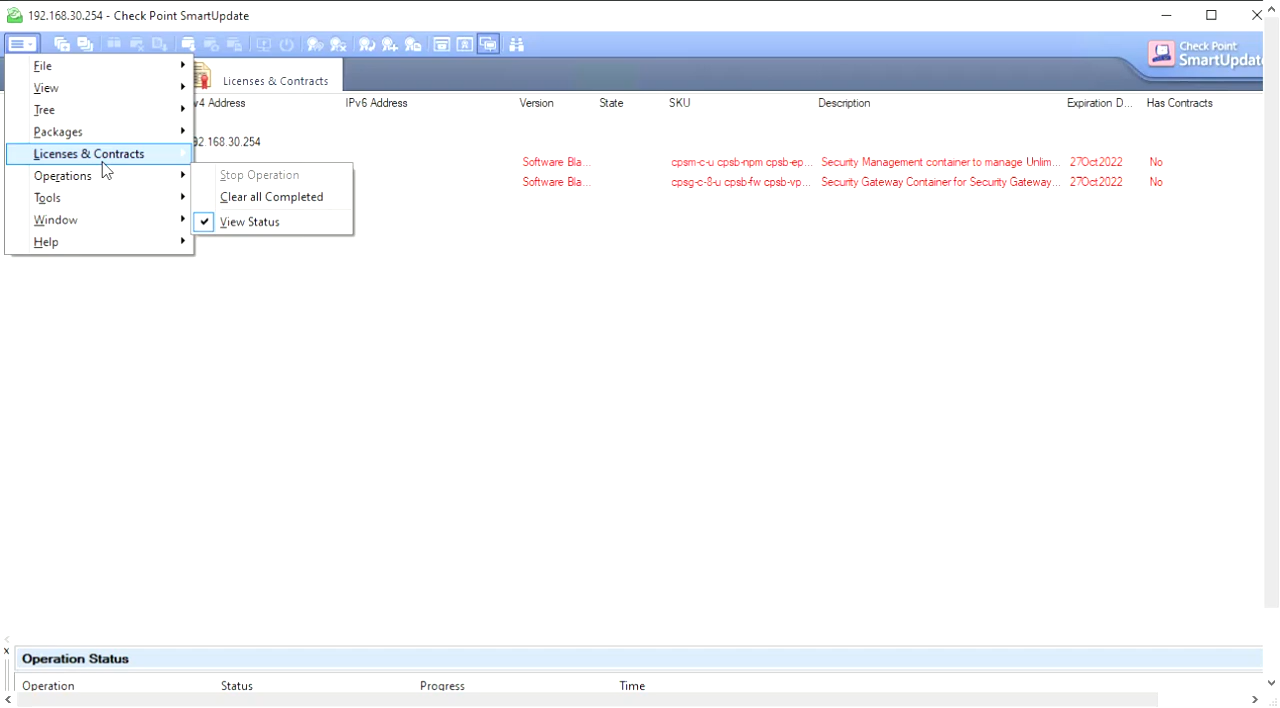 192.168.30.254 - Check Point SmartUpdate
Check Point
SmartUpdat
File
View
Tree
Packages
Licenses & Contracts
Operations
Tools
Window
Help
Stop Operation
Clear all Completed
View Status
Licenses & Contracts
v4 Address IPv6 Address Version State SKU Description Expiration D... Has Contracts
92.168.30.254
Software Bla... cpsm-c-u cpsb-npm cpsb-ep... Security Management container to manage Unlim... 27Oct2022 No
Software Bla... cpsg-c-8-u cpsb-fw cpsb-vp... Security Gateway Container for Security Gateway... 27Oct2022 No
Operation Status
Operation Status Progress Time